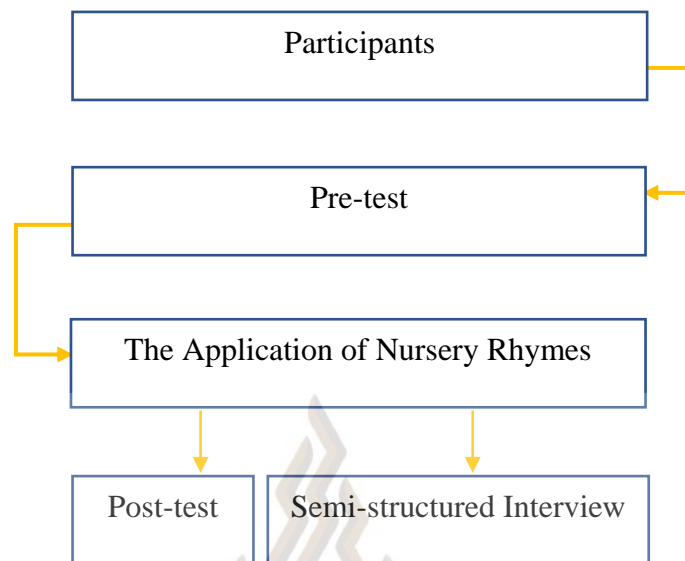 Participants
Pre-test
The Application of Nursery Rhymes
Post-test
Semi-structured Interview